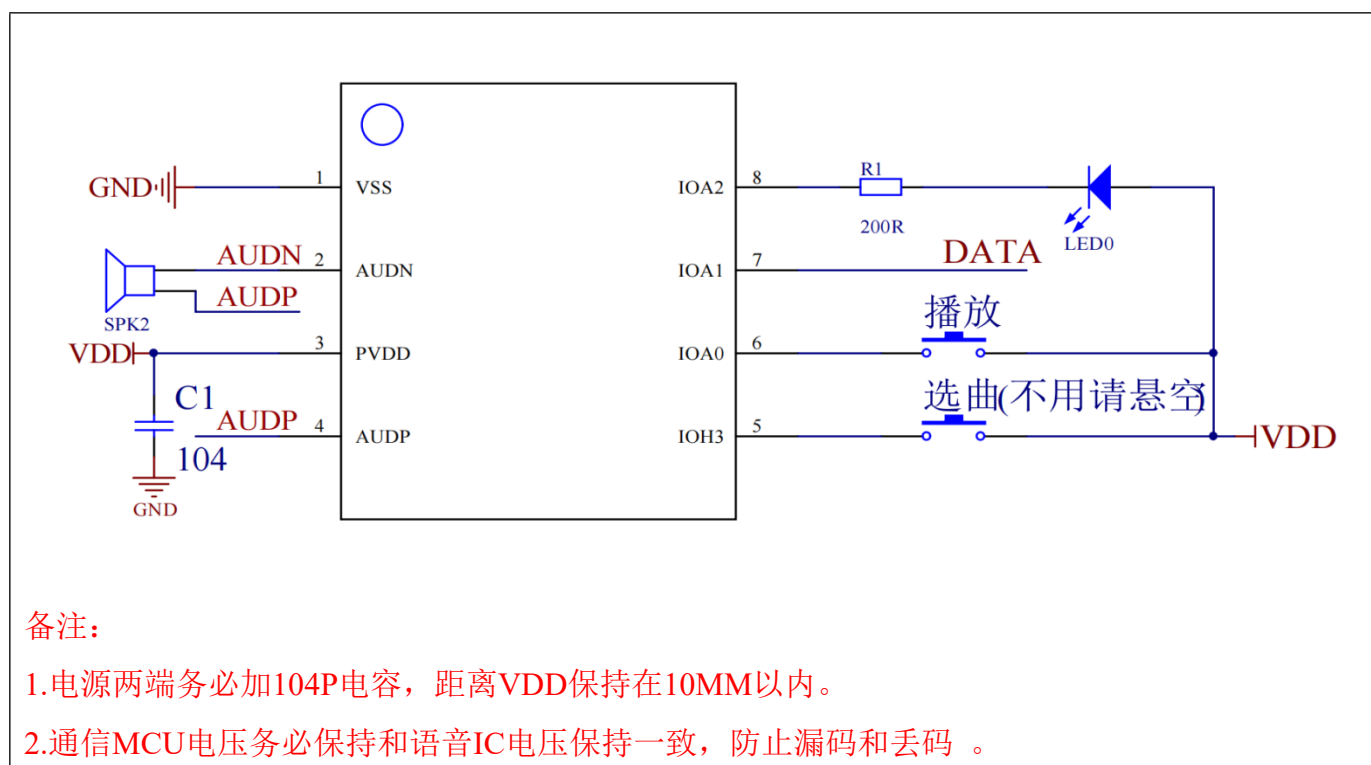 GND
1
VSS
AUDN
2
AUDN
AUDP
SPK2
VDD
3
PVDD
C1
104
GND
AUDP
4
AUDP
IOA2
8
R1
200R
LED0
IOA1
7
DATA
IOA0
6
播放
IOH3
5
选曲(不用请悬空)
VDD
备注：
1.电源两端务必加104P电容，距离VDD保持在10MM以内。
2.通信MCU电压务必保持和语音IC电压保持一致，防止漏码和丢码 。